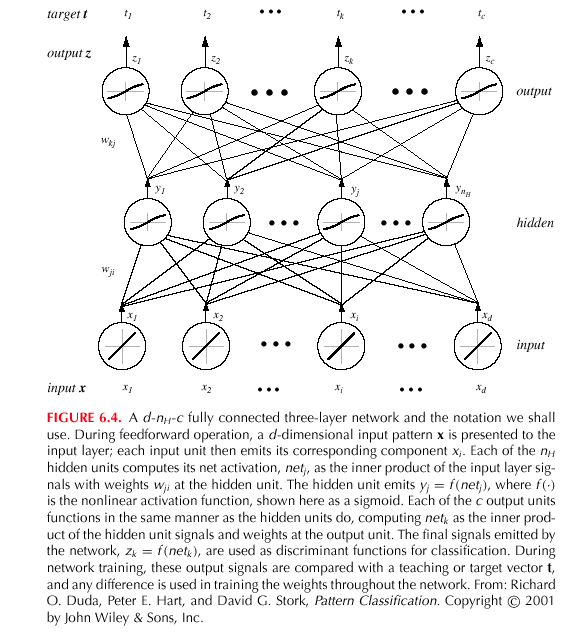 target t t1 t2 ••• tk ••• tc
output z z1 z2 zk zc
••• ••• output
wkj
y1 y2 yj ynH
••• ••• hidden
wji
x1 x2 xi xd
••• ••• input
input x x1 x2 ••• xi ••• xd
FIGURE 6.4. A d-nH-c fully connected three-layer network and the notation we shall
use. During feedforward operation, a d-dimensional input pattern x is presented to the
input layer; each input unit then emits its corresponding component xi. Each of the nH
hidden units computes its net activation, netj, as the inner product of the input layer sig-
nals with weights wji at the hidden unit. The hidden unit emits yj = f(netj), where f(·)
is the nonlinear activation function, shown here as a sigmoid. Each of the c output units
functions in the same manner as the hidden units do, computing netk as the inner prod-
uct of the hidden unit signals and weights at the output unit. The final signals emitted by
the network, zk = f(netk), are used as discriminant functions for classification. During
network training, these output signals are compared with a teaching or target vector t,
and any difference is used in training the weights throughout the network. From: Richard
O. Duda, Peter E. Hart, and David G. Stork, Pattern Classification. Copyright © 2001
by John Wiley & Sons, Inc.